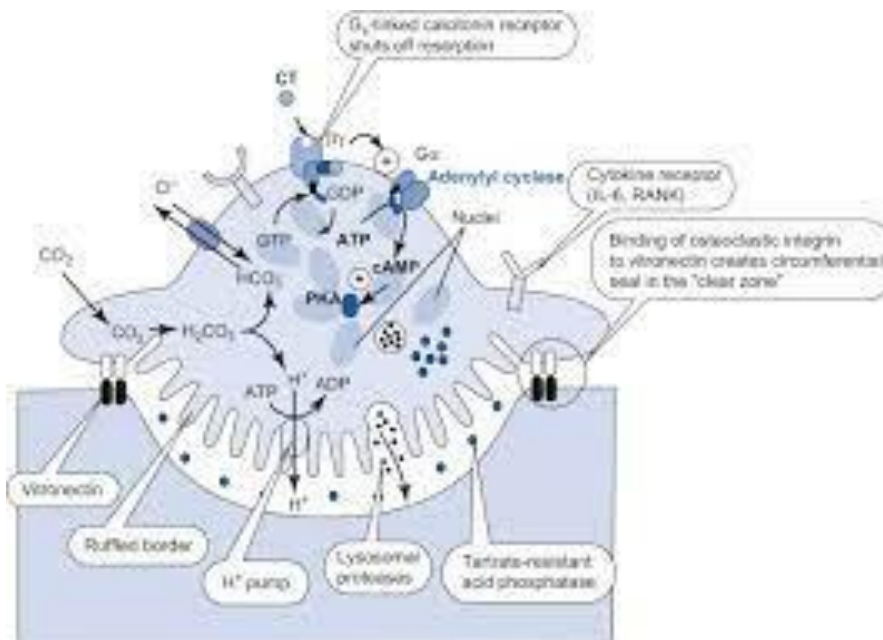 Gs-linked calcitonin receptor
shuts off resorption
CT
Gα
Adenylyl cyclase
Cytokine receptor
(IL-6, RANK)
GDP
Nuclei
GTP
ATP
Binding of osteoclastic integrin
to vitronectin creates circumferential
seal in the "clear zone"
CO2
HCO3
cAMP
PKA
CO2
H2CO3
ATP
H+
ADP
Vitronectin
H+
Ruffled border
H+ pump
Lysosomal
proteases
Tartrate-resistant
acid phosphatase